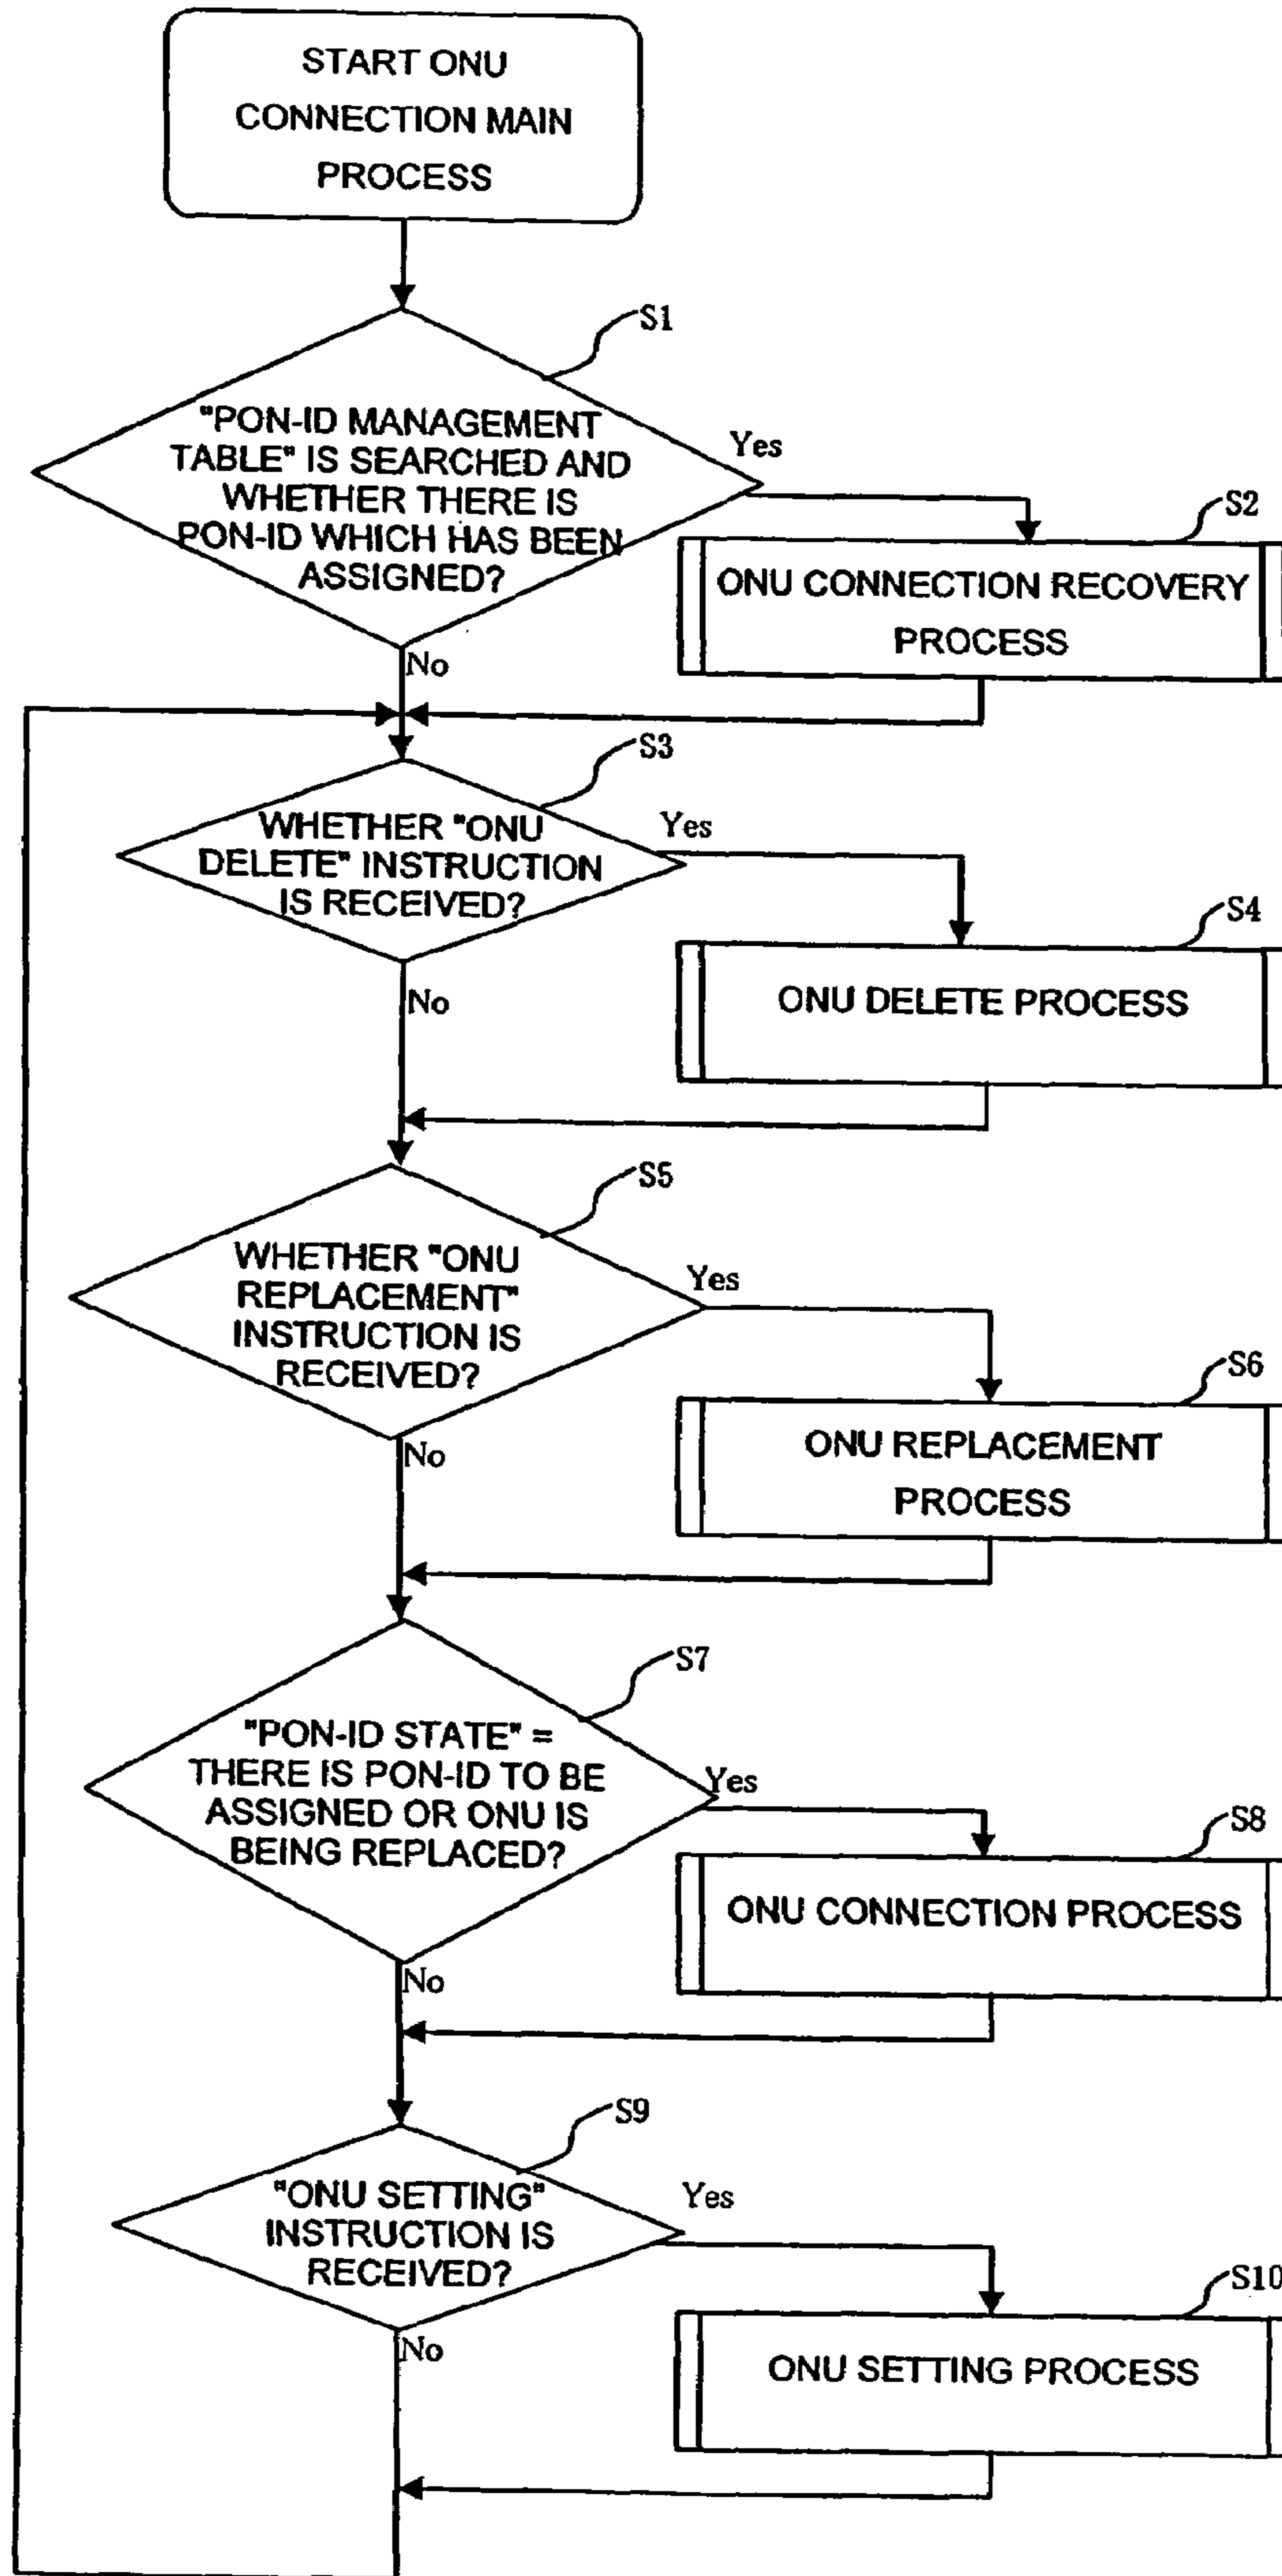 START ONU
CONNECTION MAIN
PROCESS
S1
"PON-ID MANAGEMENT
TABLE" IS SEARCHED AND
WHETHER THERE IS
PON-ID WHICH HAS BEEN
ASSIGNED?
Yes
S2
ONU CONNECTION RECOVERY
PROCESS
No
S3
WHETHER "ONU
DELETE" INSTRUCTION
IS RECEIVED?
Yes
S4
ONU DELETE PROCESS
No
S5
WHETHER "ONU
REPLACEMENT"
INSTRUCTION IS
RECEIVED?
Yes
S6
ONU REPLACEMENT
PROCESS
No
S7
"PON-ID STATE" =
THERE IS PON-ID TO BE
ASSIGNED OR ONU IS
BEING REPLACED?
Yes
S8
ONU CONNECTION PROCESS
No
S9
"ONU SETTING"
INSTRUCTION IS
RECEIVED?
Yes
S10
ONU SETTING PROCESS
No